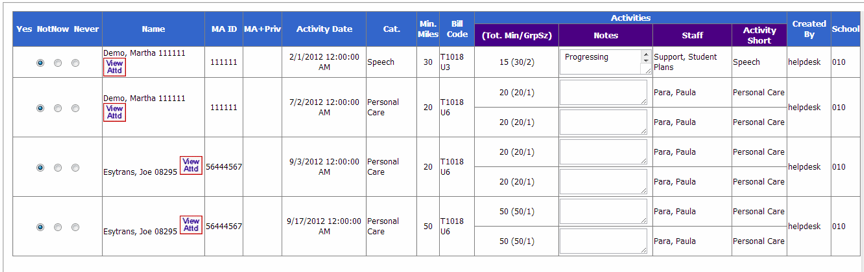 Activities
Yes NotNow Never Name MA ID MA+Priv Activity Date Cat. Min. Miles Bill Code (Tot. Min/GrpSz) Notes Staff Activity Short Created By School
Demo, Martha 111111 View Attd 111111 2/1/2012 12:00:00 AM Speech 30 T1018 U3 15 (30/2) Progressing Support, Student Plans Speech helpdesk 010
Demo, Martha 111111 View Attd 111111 7/2/2012 12:00:00 AM Personal Care 20 T1018 U6 20 (20/1) Para, Paula Personal Care helpdesk 010
20 (20/1) Para, Paula Personal Care
Esytrans, Joe 08295 View Attd 56444567 9/3/2012 12:00:00 AM Personal Care 20 T1018 U6 20 (20/1) Para, Paula Personal Care helpdesk 010
20 (20/1) Para, Paula Personal Care
Esytrans, Joe 08295 View Attd 56444567 9/17/2012 12:00:00 AM Personal Care 50 T1018 U6 50 (50/1) Para, Paula Personal Care helpdesk 010
50 (50/1) Para, Paula Personal Care